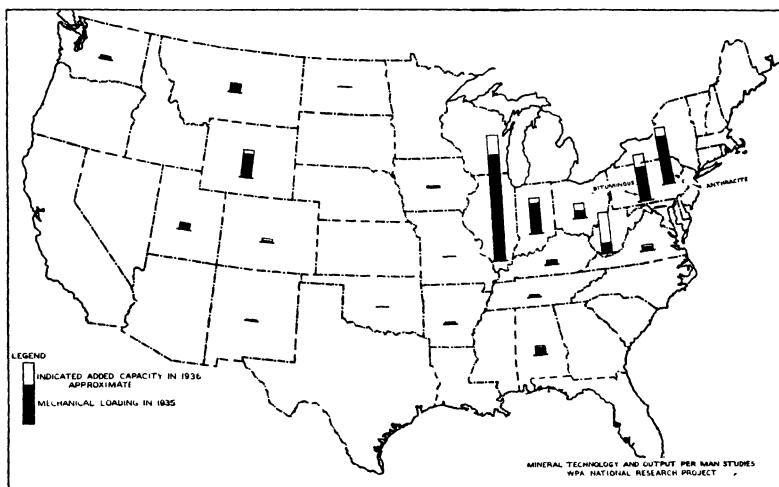 BITUMINOUS
ANTHRACITE
LEGEND
INDICATED ADDED CAPACITY IN 1936
APPROXIMATE
MECHANICAL LOADING IN 1935
MINERAL TECHNOLOGY AND OUTPUT PER MAN STUDIES
WPA NATIONAL RESEARCH PROJECT